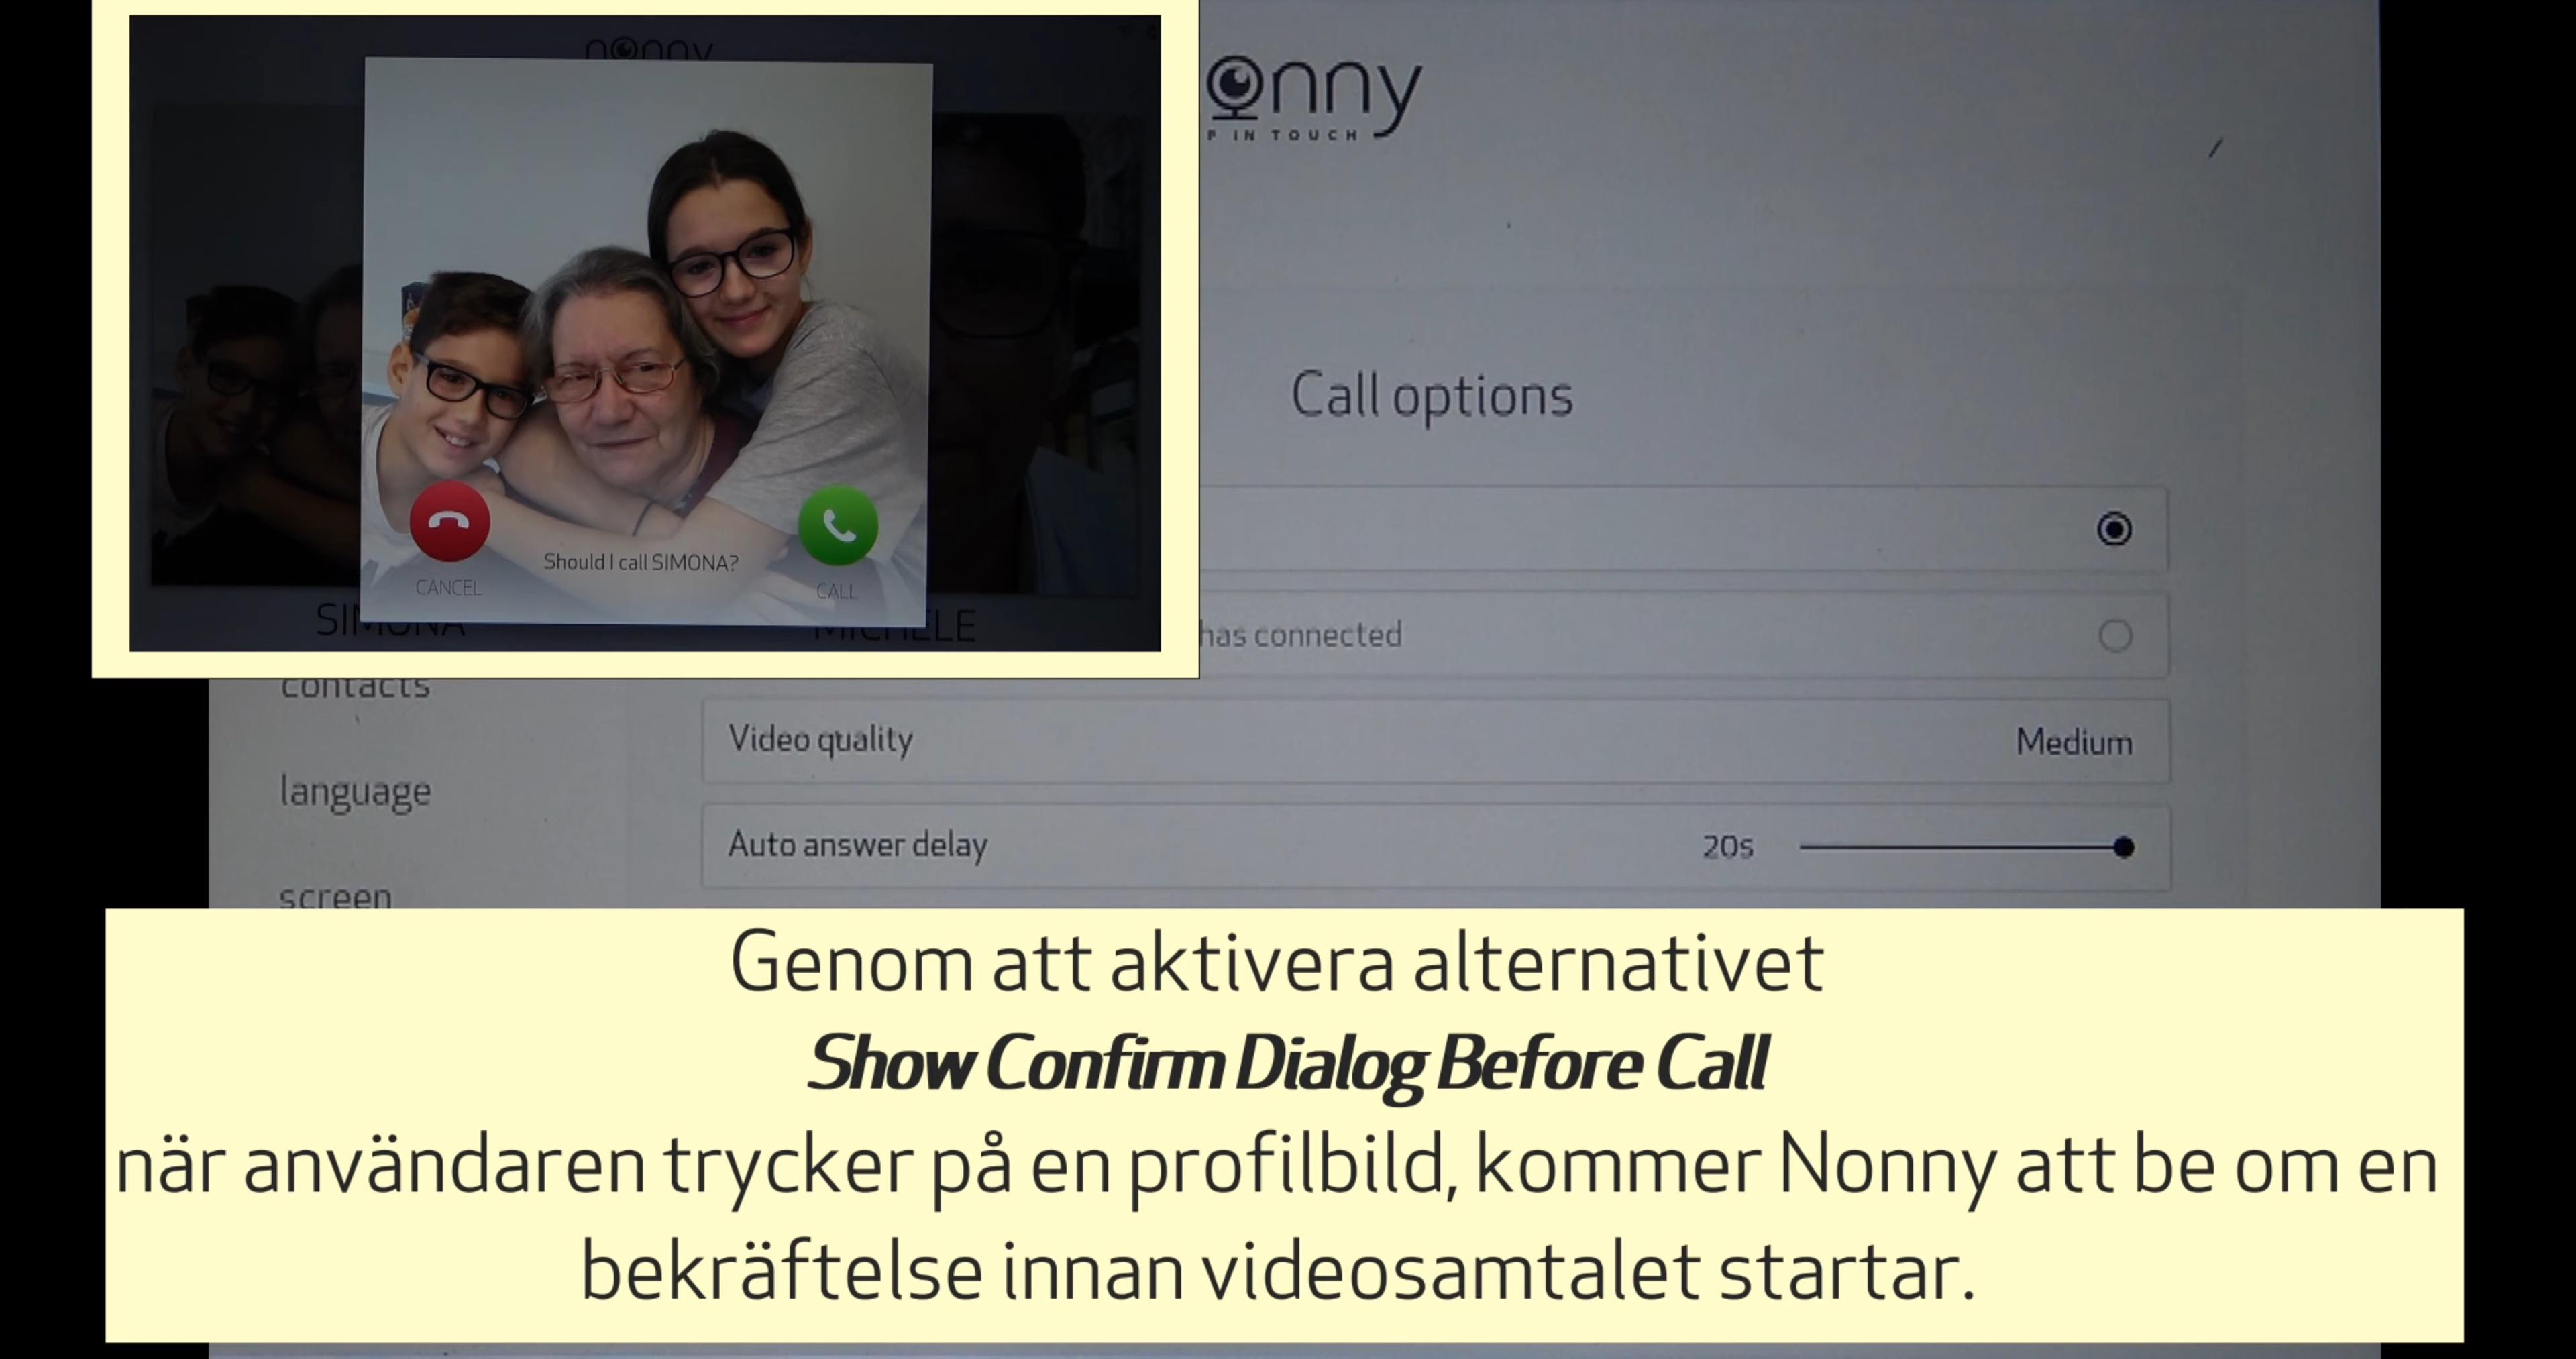 nonny
Should I call SIMONA?
CANCEL
CALL
SIMONA
MICHELE
onny
P IN TOUCH
Call options
has connected
contacts
Video quality
Medium
language
Auto answer delay
20s
screen
Genom att aktivera alternativet
Show Confirm Dialog Before Call
när användaren trycker på en profilbild, kommer Nonny att be om en
bekräftelse innan videosamtalet startar.